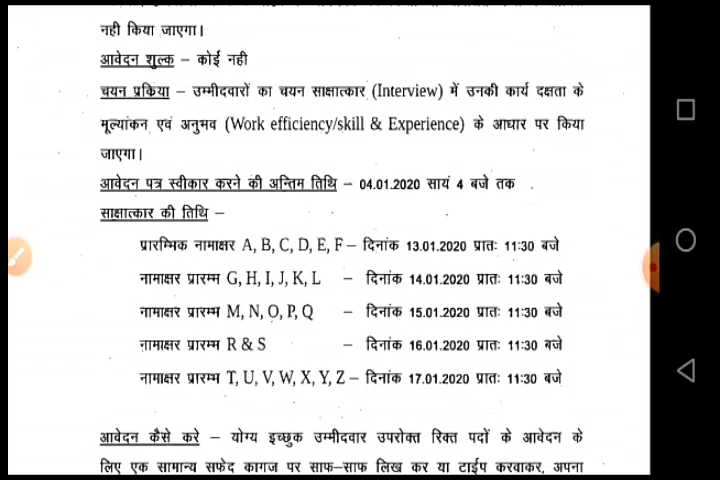 नही किया जाएगा।
आवेदन शुल्क – कोई नही
चयन प्रकिया – उम्मीदवारों का चयन साक्षात्कार (Interview) में उनकी कार्य दक्षता के
मूल्यांकन एवं अनुभव (Work efficiency/skill & Experience) के आधार पर किया
जाएगा।
आवेदन पत्र स्वीकार करने की अन्तिम तिथि – 04.01.2020 सायं 4 बजे तक
साक्षात्कार की तिथि –
प्रारम्भिक नामाक्षर A, B, C, D, E, F – दिनांक 13.01.2020 प्रातः 11:30 बजे
नामाक्षर प्रारम्भ G, H, I, J, K, L – दिनांक 14.01.2020 प्रातः 11:30 बजे
नामाक्षर प्रारम्भ M, N, O, P, Q – दिनांक 15.01.2020 प्रातः 11:30 बजे
नामाक्षर प्रारम्भ R & S – दिनांक 16.01.2020 प्रातः 11:30 बजे
नामाक्षर प्रारम्भ T, U, V, W, X, Y, Z – दिनांक 17.01.2020 प्रातः 11:30 बजे
आवेदन कैसे करे – योग्य इच्छुक उम्मीदवार उपरोक्त रिक्त पदों के आवेदन के
लिए एक सामान्य सफेद कागज पर साफ–साफ लिख कर या टाईप करवाकर, अपना